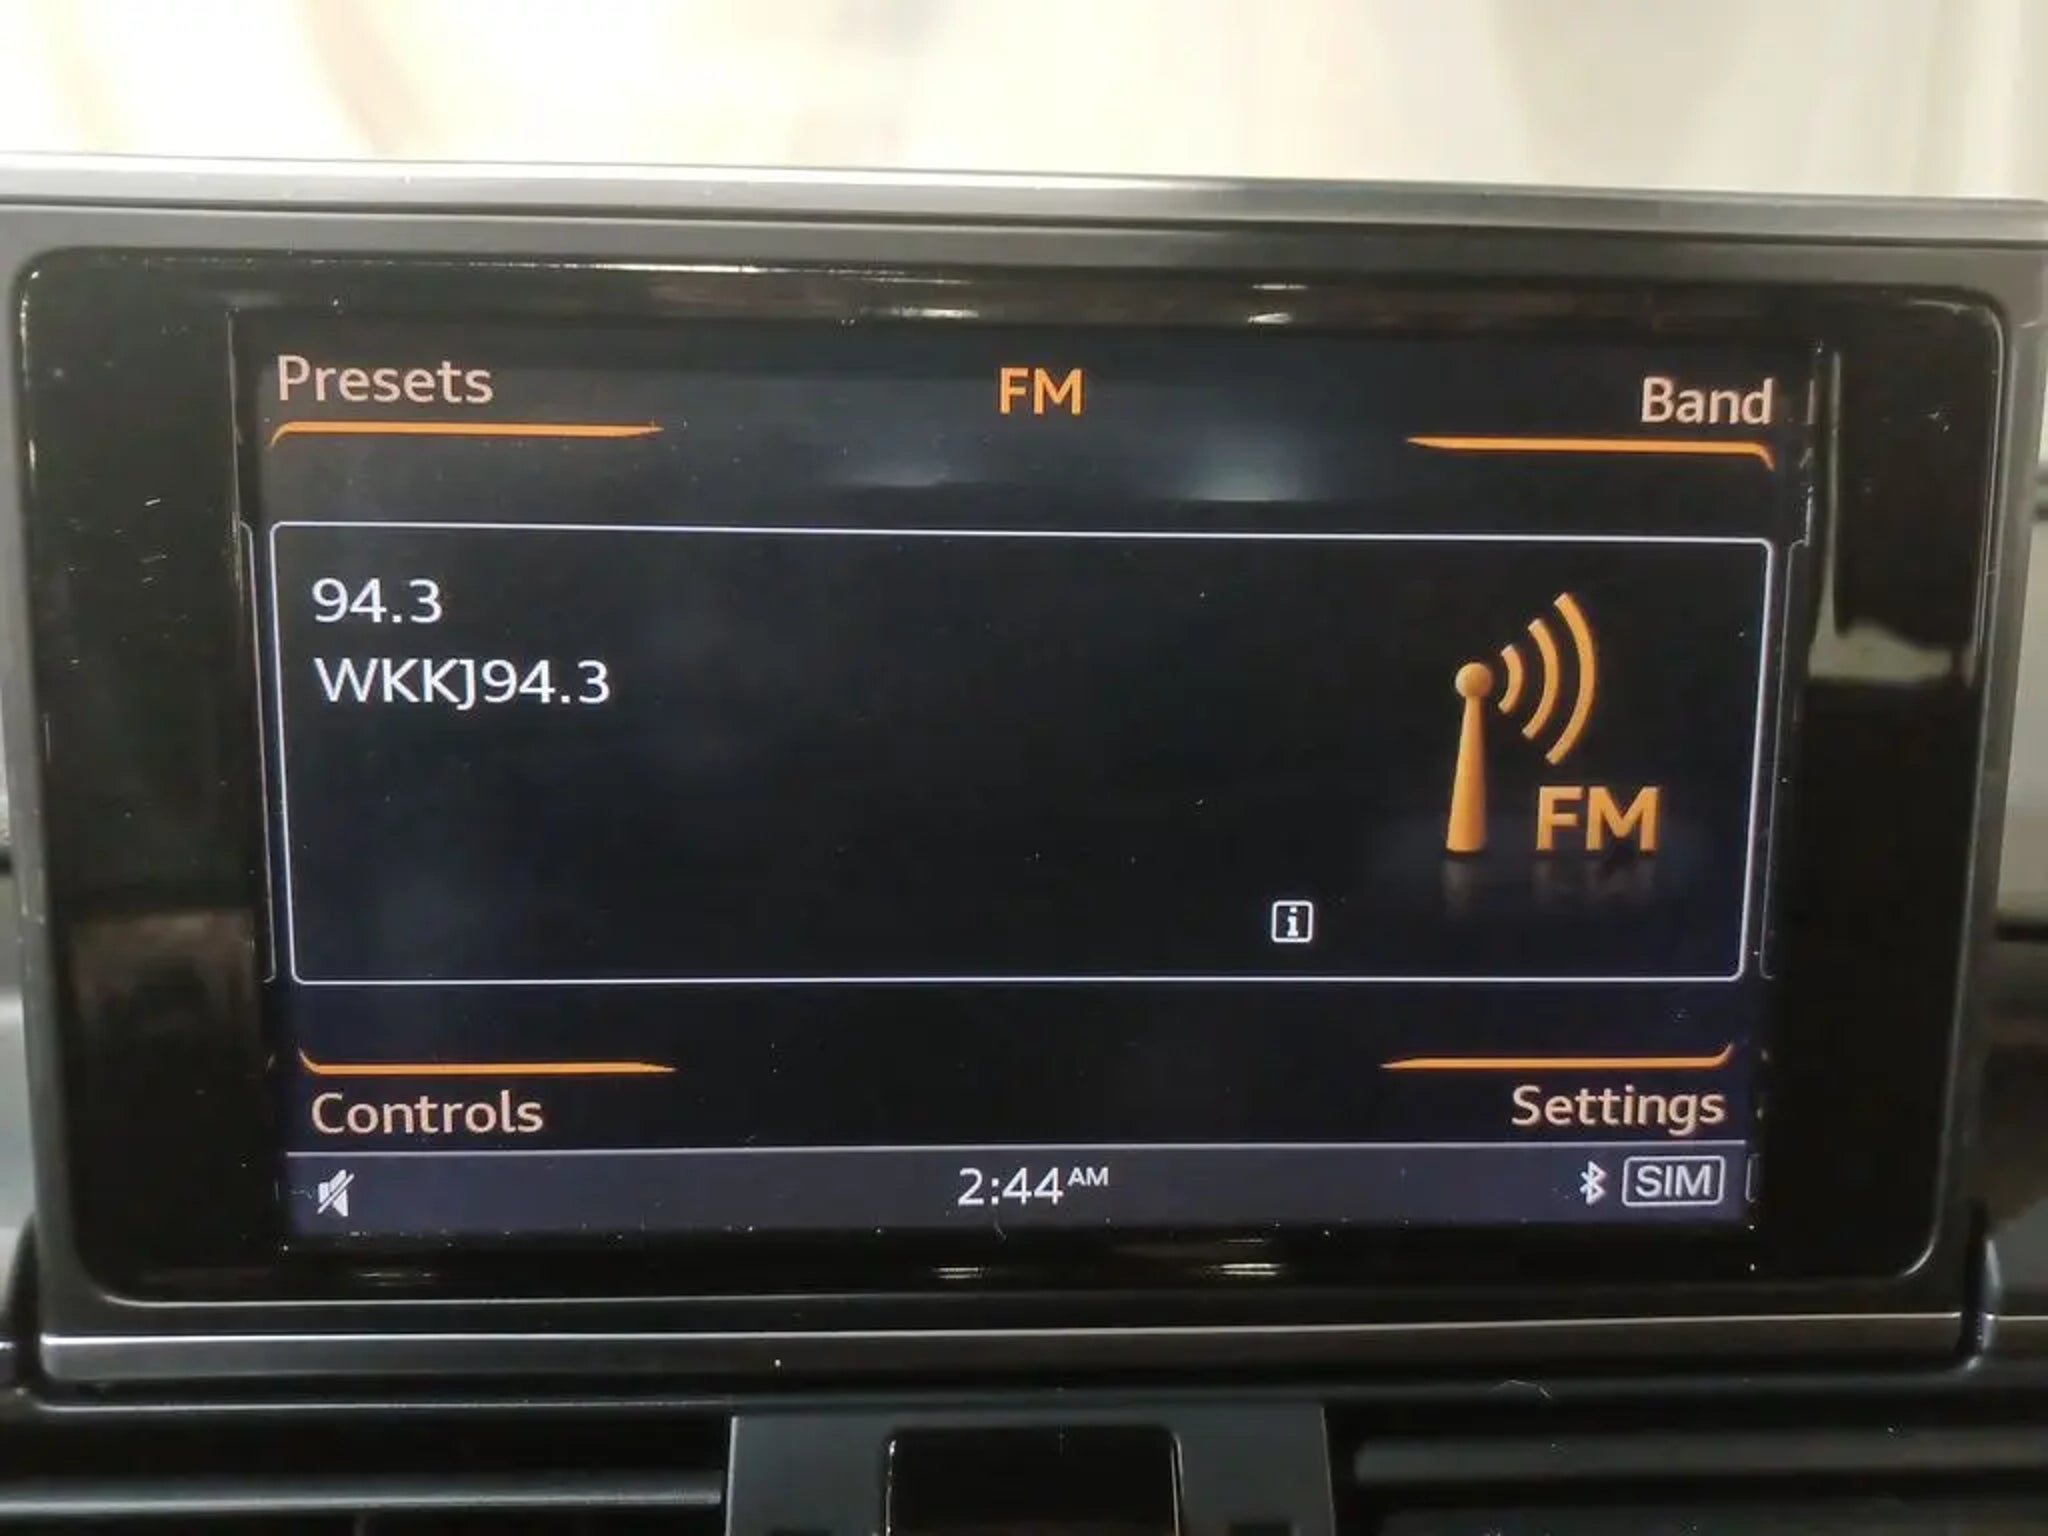 Presets
FM
Band
94.3
WKKJ94.3
FM
i
Controls
Settings
2:44AM
SIM